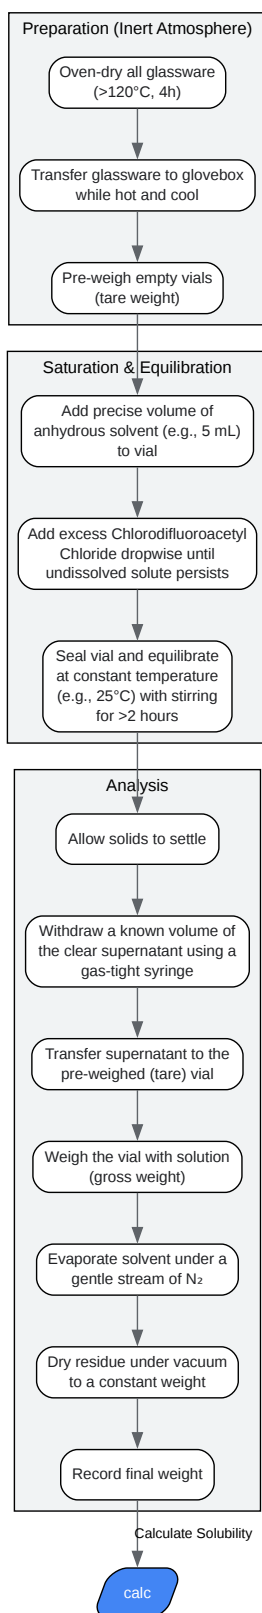 Preparation (Inert Atmosphere)
Oven-dry all glassware
(>120°C, 4h)
Transfer glassware to glovebox
while hot and cool
Pre-weigh empty vials
(tare weight)
Saturation & Equilibration
Add precise volume of
anhydrous solvent (e.g., 5 mL)
to vial
Add excess Chlorodifluoroacetyl
Chloride dropwise until
undissolved solute persists
Seal vial and equilibrate
at constant temperature
(e.g., 25°C) with stirring
for >2 hours
Analysis
Allow solids to settle
Withdraw a known volume of
the clear supernatant using a
gas-tight syringe
Transfer supernatant to the
pre-weighed (tare) vial
Weigh the vial with solution
(gross weight)
Evaporate solvent under a
gentle stream of N₂
Dry residue under vacuum
to a constant weight
Record final weight
Calculate Solubility
calc